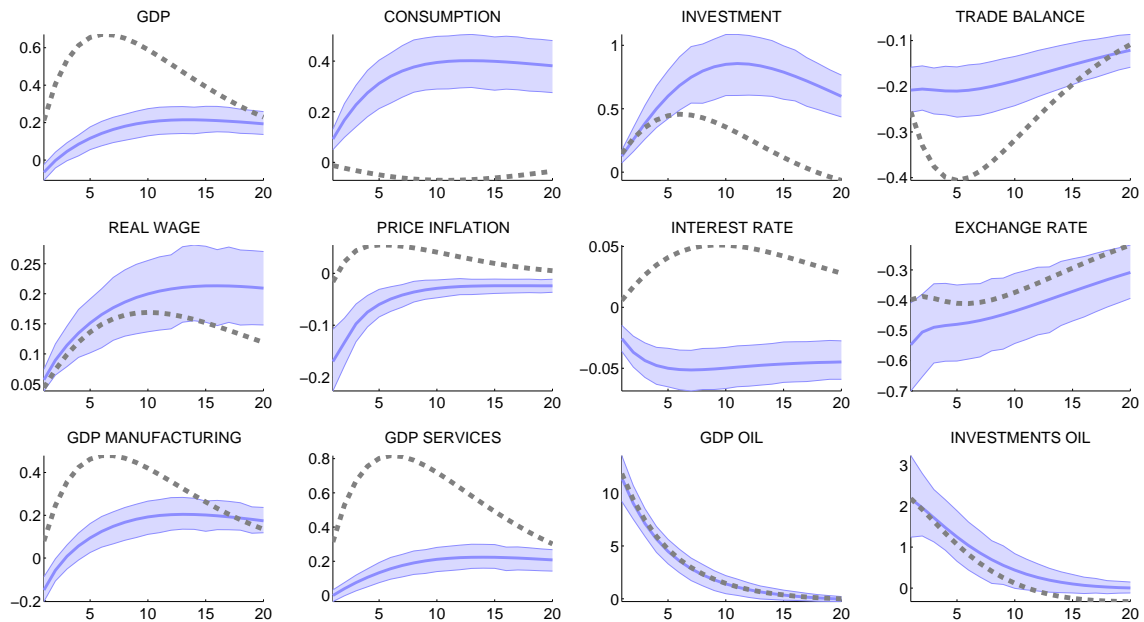 GDP
CONSUMPTION
INVESTMENT
TRADE BALANCE
0.6
0.4
0.2
0
5 10 15 20
0.4
0.2
0
5 10 15 20
1
0.5
0
5 10 15 20
−0.1
−0.2
−0.3
−0.4
5 10 15 20
REAL WAGE
PRICE INFLATION
INTEREST RATE
EXCHANGE RATE
0.25
0.2
0.15
0.1
0.05
5 10 15 20
0
−0.1
−0.2
5 10 15 20
0.05
0
−0.05
5 10 15 20
−0.3
−0.4
−0.5
−0.6
−0.7
5 10 15 20
GDP MANUFACTURING
GDP SERVICES
GDP OIL
INVESTMENTS OIL
0.4
0.2
0
−0.2
5 10 15 20
0.8
0.6
0.4
0.2
0
5 10 15 20
10
5
0
5 10 15 20
3
2
1
0
5 10 15 20